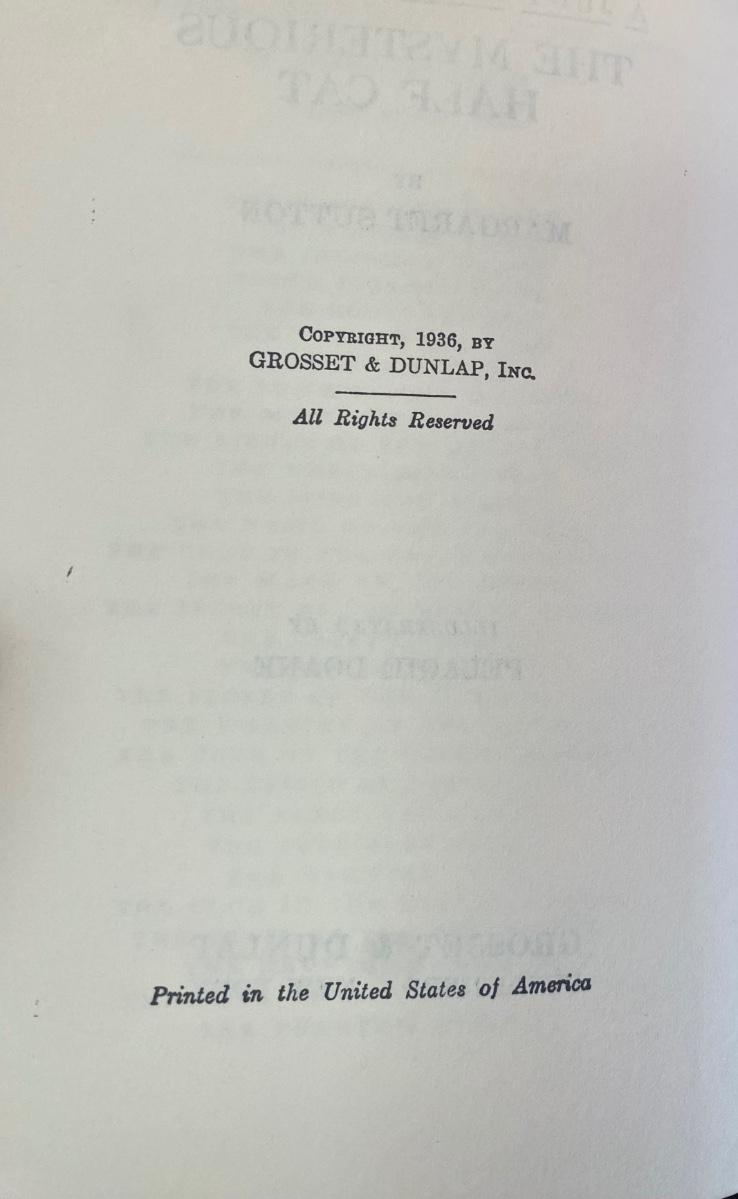 COPYRIGHT, 1936, BY
GROSSET & DUNLAP, INC.
All Rights Reserved
Printed in the United States of America